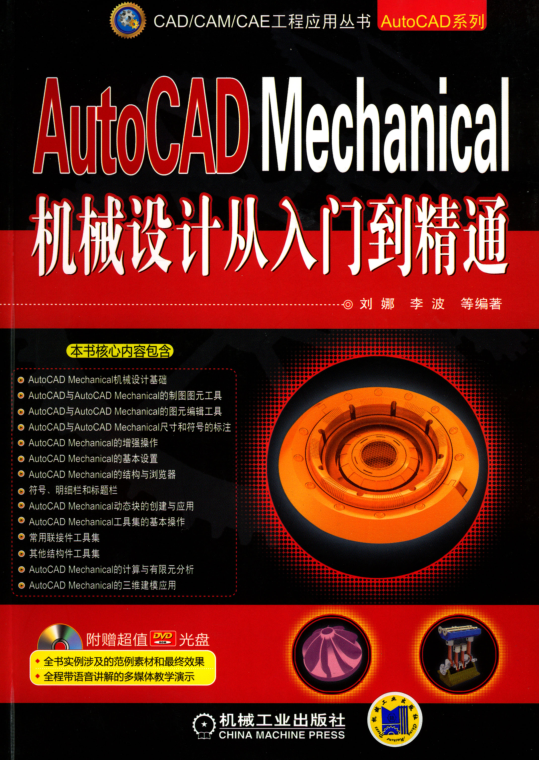 CAD/CAM/CAE工程应用丛书 AutoCAD系列
AutoCAD Mechanical
机械设计从入门到精通
◎ 刘娜 李波 等编著
本书核心内容包含
AutoCAD Mechanical机械设计基础
AutoCAD与AutoCAD Mechanical的制图图元工具
AutoCAD与AutoCAD Mechanical的图元编辑工具
AutoCAD与AutoCAD Mechanical尺寸和符号的标注
AutoCAD Mechanical的增强操作
AutoCAD Mechanical的基本设置
AutoCAD Mechanical的结构与浏览器
符号、明细栏和标题栏
AutoCAD Mechanical动态块的创建与应用
AutoCAD Mechanical工具集的基本操作
常用联接件工具集
其他结构件工具集
AutoCAD Mechanical的计算与有限元分析
AutoCAD Mechanical的三维建模应用
附赠超值 DVD 光盘
全书实例涉及的范例素材和最终效果
全程带语音讲解的多媒体教学演示
机械工业出版社
CHINA MACHINE PRESS